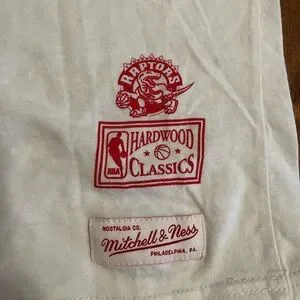 RAPTORS
HARDWOOD
CLASSICS
NBA
NOSTALGIA CO.
Mitchell & Ness
PHILADELPHIA, PA.